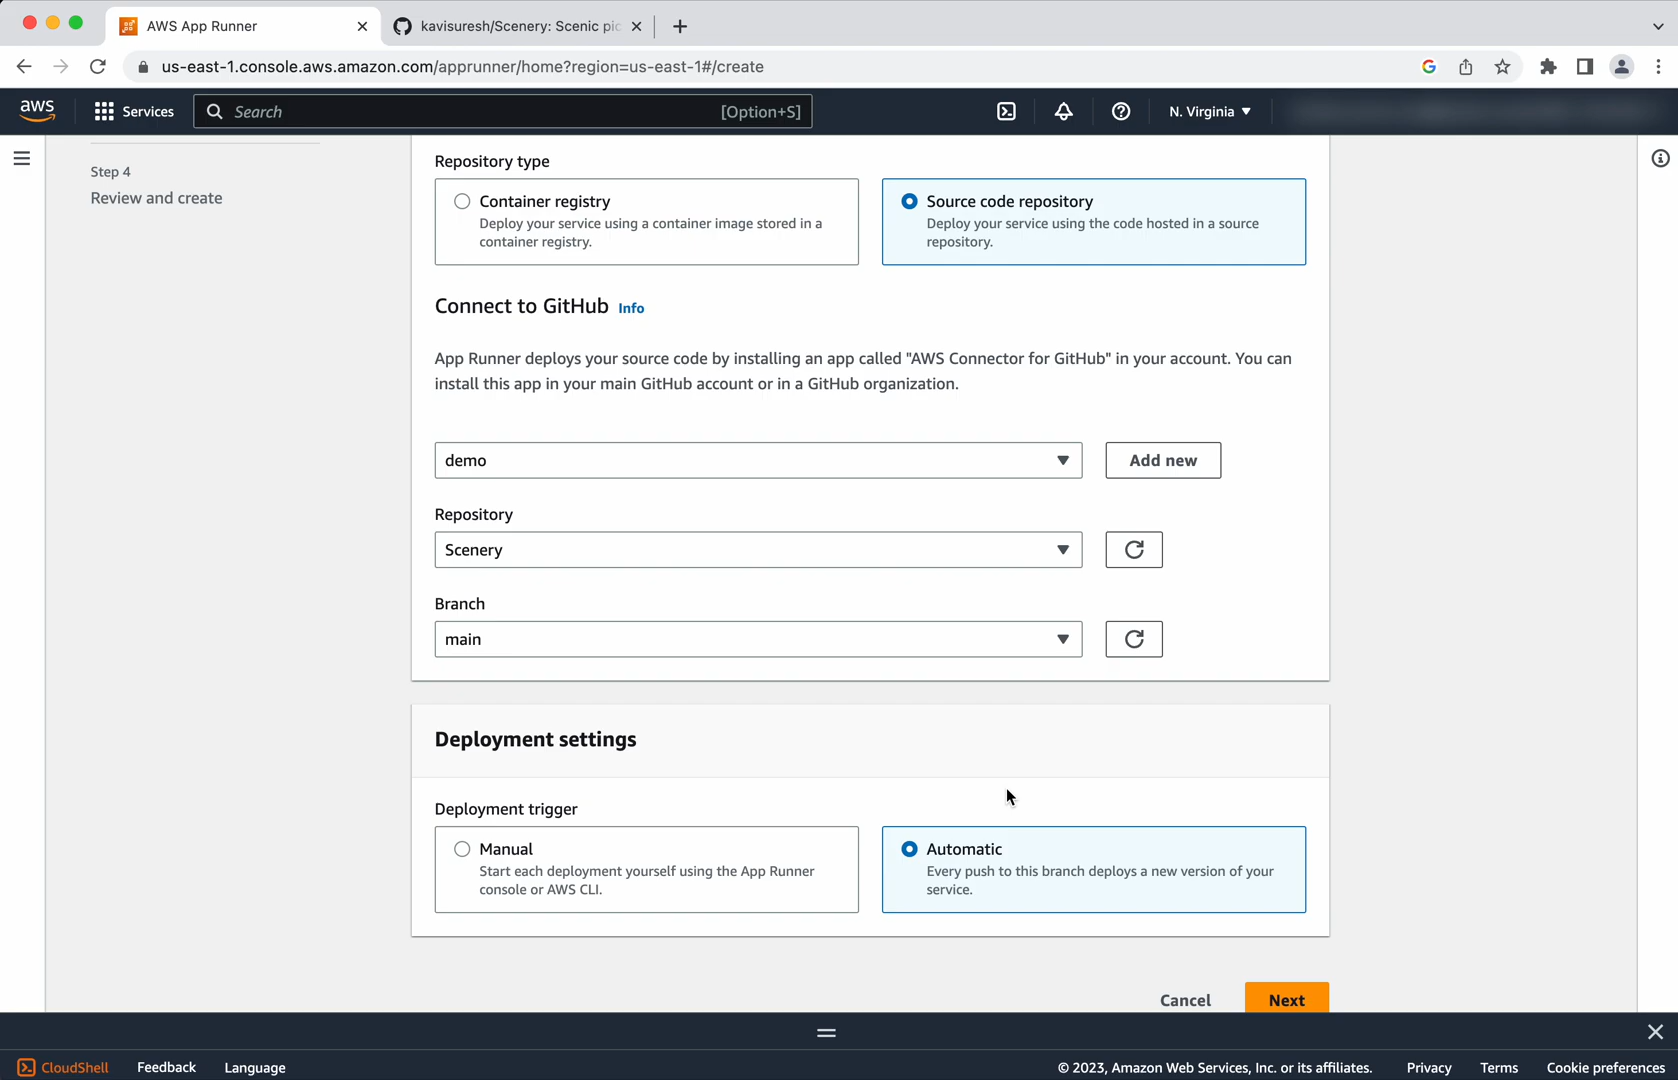 AWS App Runner
kavisuresh/Scenery: Scenic pic
us-east-1.console.aws.amazon.com/apprunner/home?region=us-east-1#/create
aws
Services
Search
[Option+S]
N. Virginia
Step 4
Review and create
Repository type
Container registry
Deploy your service using a container image stored in a
container registry.
Source code repository
Deploy your service using the code hosted in a source
repository.
Connect to GitHub Info
App Runner deploys your source code by installing an app called "AWS Connector for GitHub" in your account. You can
install this app in your main GitHub account or in a GitHub organization.
demo
Add new
Repository
Scenery
Branch
main
Deployment settings
Deployment trigger
Manual
Start each deployment yourself using the App Runner
console or AWS CLI.
Automatic
Every push to this branch deploys a new version of your
service.
Cancel
Next
CloudShell
Feedback
Language
© 2023, Amazon Web Services, Inc. or its affiliates.
Privacy
Terms
Cookie preferences